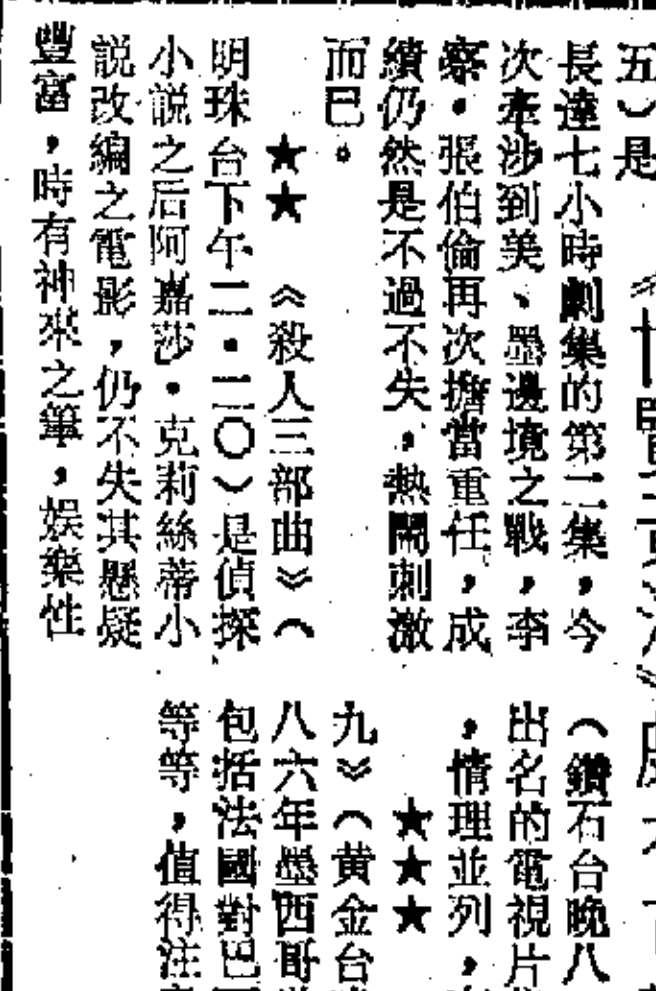 五）是
長達七小時劇集的第二集，今
次牽涉到美、墨邊境之戰，李
察．張伯倫再次擔當重任，成
績仍然是不過不失，熱鬧刺激
而已。
★★　《殺人三部曲》（
明珠台下午二．二〇）是偵探
小說之后阿嘉莎．克莉絲蒂小
說改編之電影，仍不失其懸疑
豐富，時有神來之筆，娛樂性
（鑽石台晚八
出名的電視片
，情理並列，
★★★
九》（黃金台
八六年墨西哥
包括法國對巴
等等，值得注